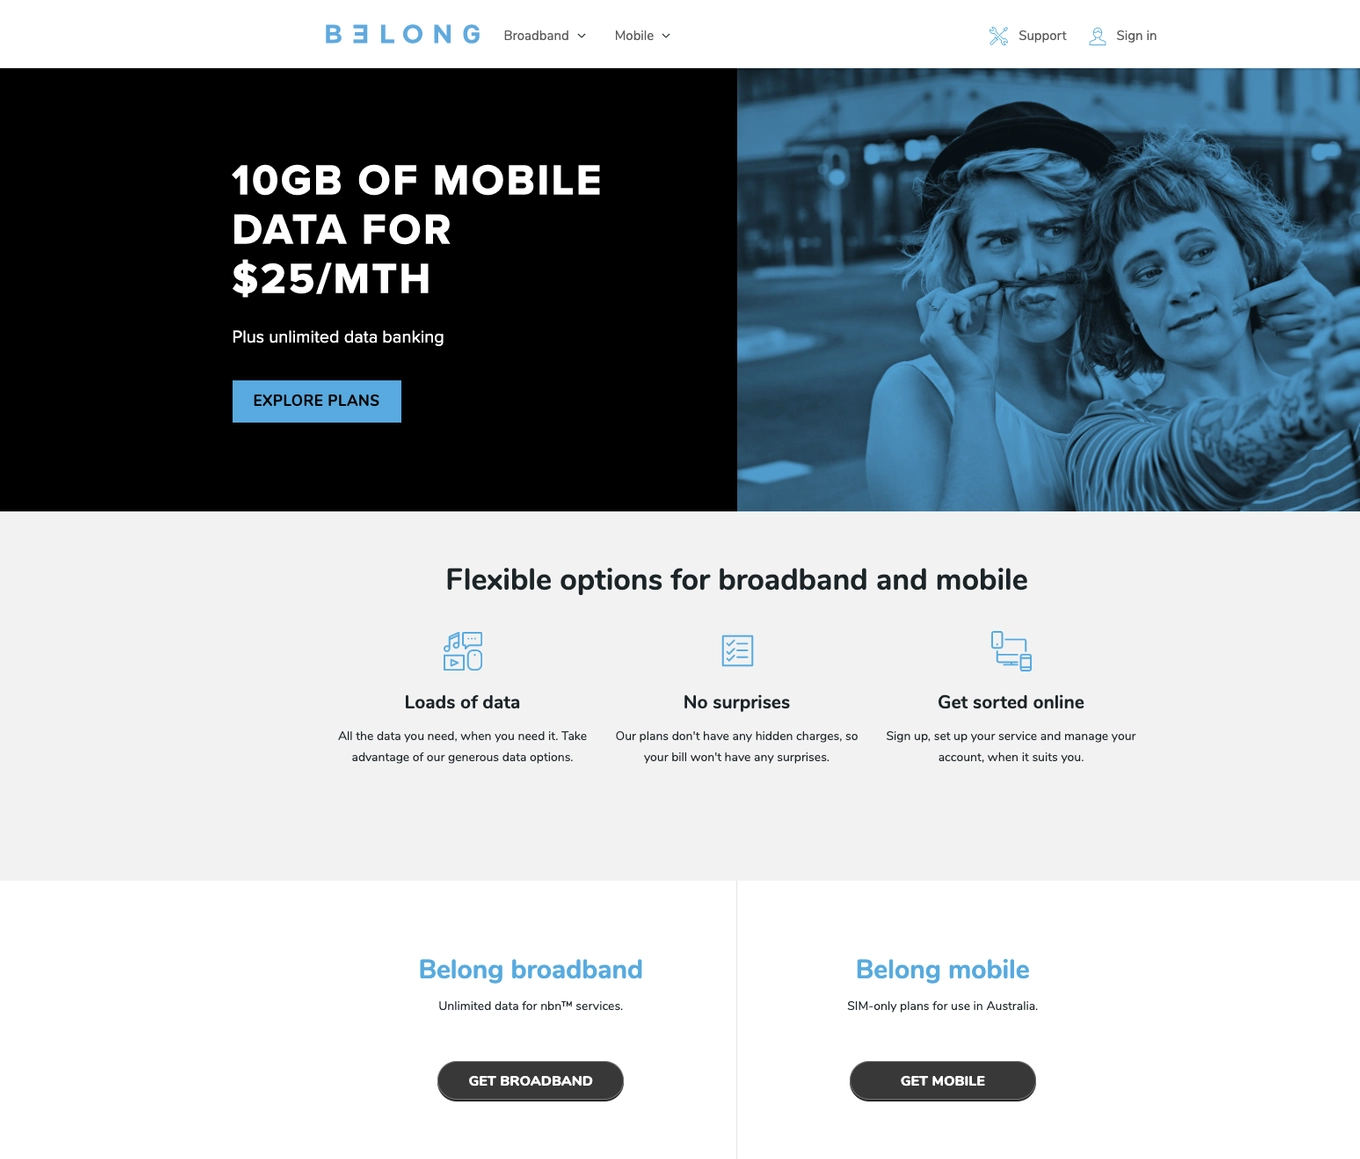 BELONG Broadband Mobile Support Sign in
10GB OF MOBILE
DATA FOR
$25/MTH
Plus unlimited data banking
EXPLORE PLANS
Flexible options for broadband and mobile
Loads of data
All the data you need, when you need it. Take
advantage of our generous data options.
No surprises
Our plans don't have any hidden charges, so
your bill won't have any surprises.
Get sorted online
Sign up, set up your service and manage your
account, when it suits you.
Belong broadband
Unlimited data for nbn™ services.
GET BROADBAND
Belong mobile
SIM-only plans for use in Australia.
GET MOBILE